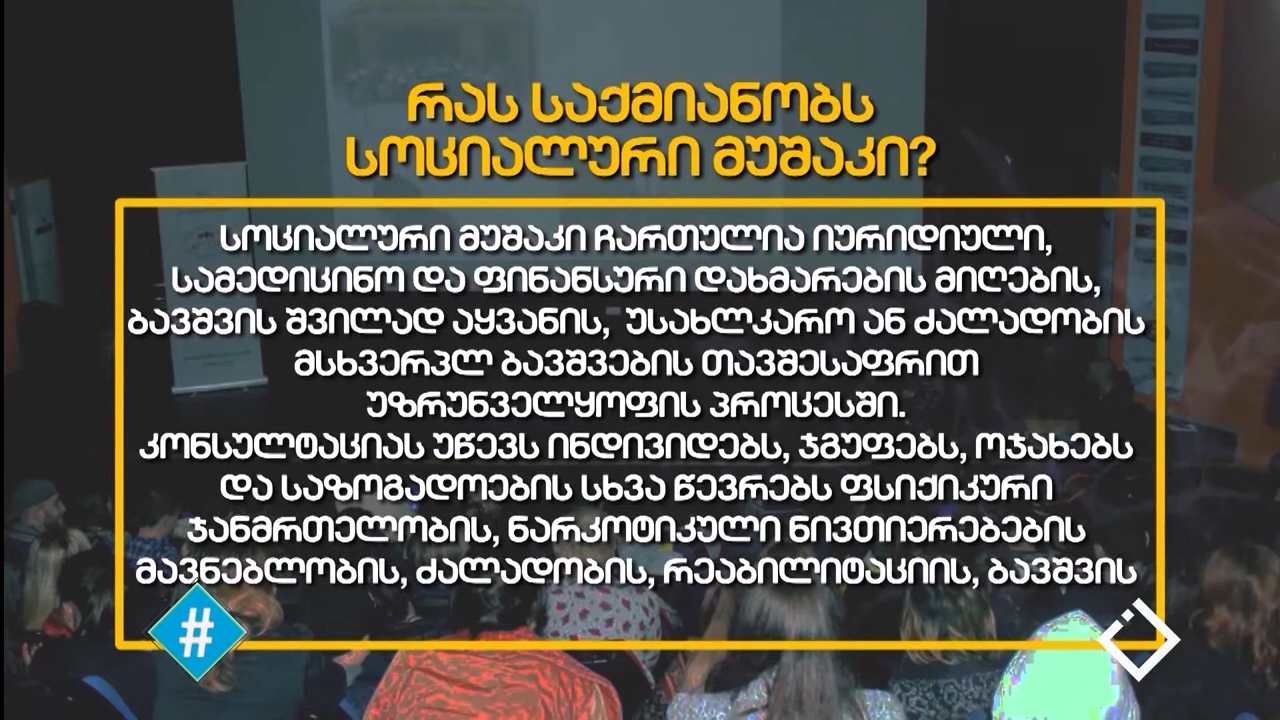 რას საქმიანობს
სოციალური მუშაკი?
სოციალური მუშაკი ჩართულია იურიდიული,
სამედიცინო და ფინანსური დახმარების მიღების,
ბავშვის შვილად აყვანის, უსახლკარო ან ძალადობის
მსხვერპლ ბავშვების თავშესაფრით
უზრუნველყოფის პროცესში.
კონსულტაციას უწევს ინდივიდებს, ჯგუფებს, ოჯახებს
და საზოგადოების სხვა წევრებს ფსიქიკური
ჯანმრთელობის, ნარკოტიკული ნივთიერებების
მავნებლობის, ძალადობის, რეაბილიტაციის, ბავშვის
#